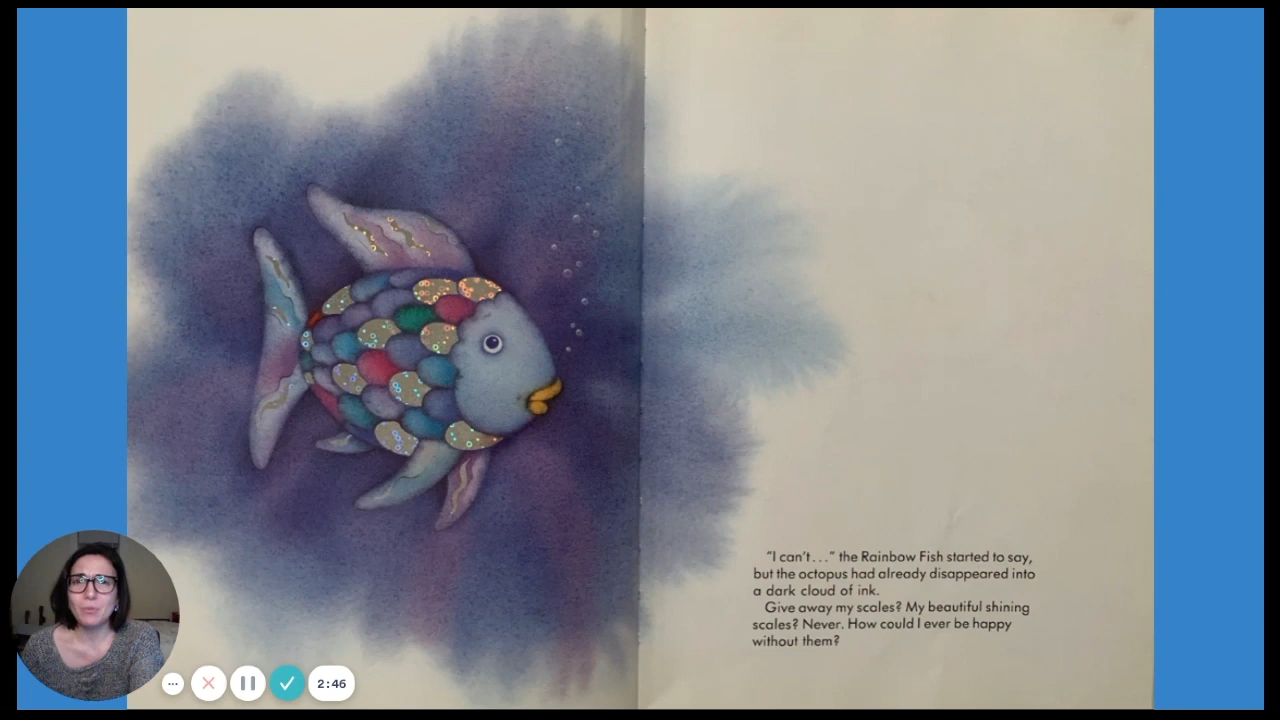 “I can’t...” the Rainbow Fish started to say,
but the octopus had already disappeared into
a dark cloud of ink.
Give away my scales? My beautiful shining
scales? Never. How could I ever be happy
without them?
2:46